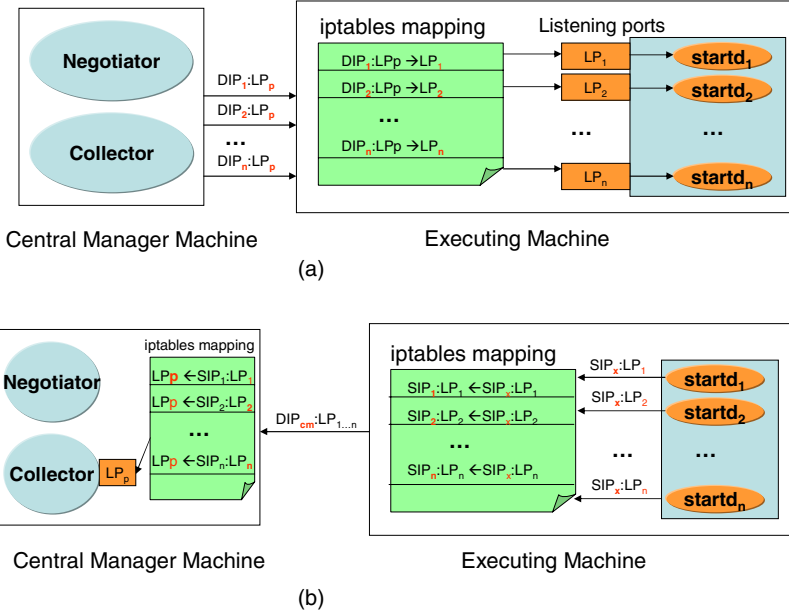 Negotiator
Collector
DIP1:LPp
DIP2:LPp
...
DIPn:LPp
iptables mapping
DIP1:LPp →LP1
DIP2:LPp →LP2
...
DIPn:LPp →LPn
Listening ports
LP1
LP2
...
LPn
startd1
startd2
...
startdn
Central Manager Machine
Executing Machine
(a)
Negotiator
Collector
LPp
iptables mapping
LPp ←SIP1:LP1
LPp ←SIP2:LP2
...
LPp ←SIPn:LPn
DIPcm:LP1...n
iptables mapping
SIP1:LP1 ←SIPx:LP1
SIP2:LP2 ←SIPx:LP2
...
SIPn:LPn ←SIPx:LPn
SIPx:LP1
SIPx:LP2
...
SIPx:LPn
startd1
startd2
...
startdn
Central Manager Machine
Executing Machine
(b)